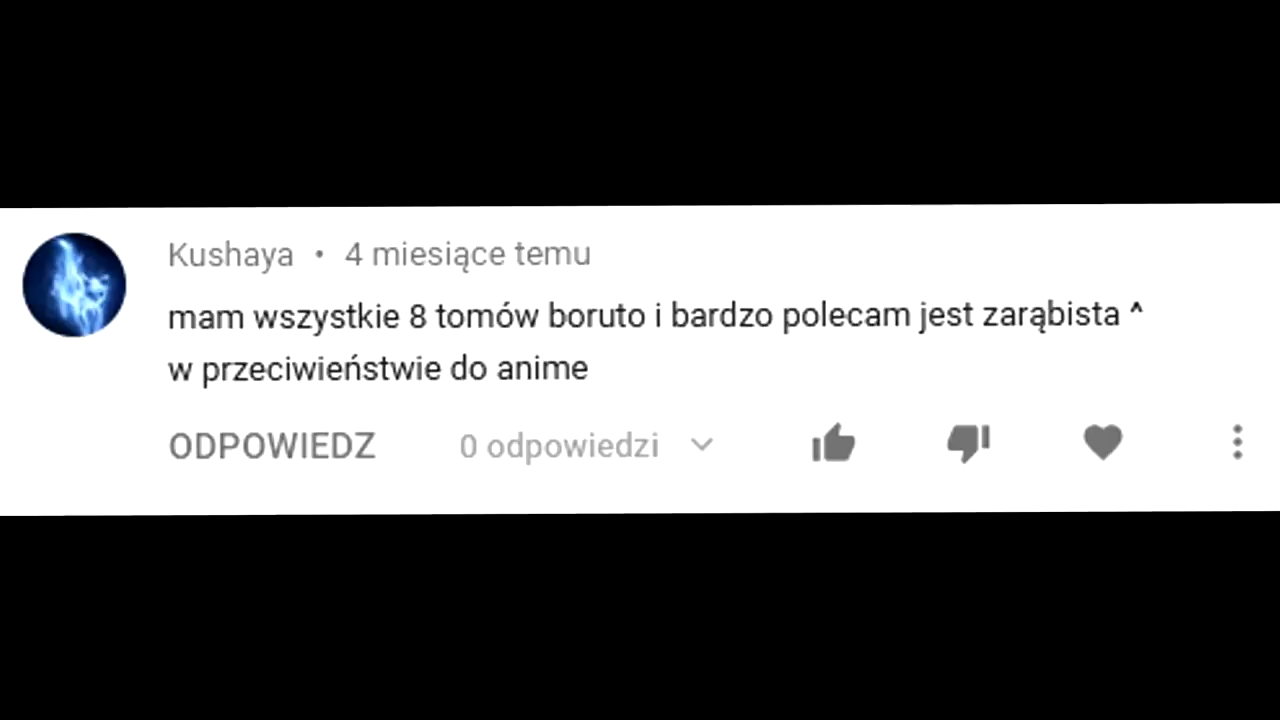 Kushaya • 4 miesiące temu
mam wszystkie 8 tomów boruto i bardzo polecam jest zarąbista ^
w przeciwieństwie do anime
ODPOWIEDZ 0 odpowiedzi